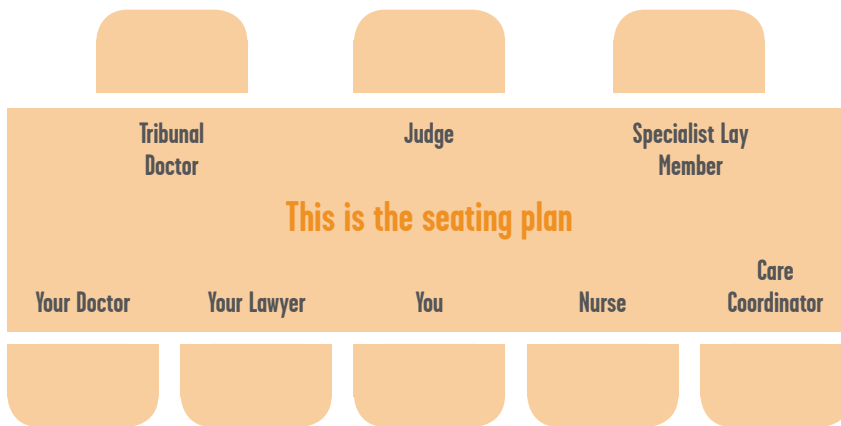 Tribunal
Doctor
Judge
Specialist Lay
Member
This is the seating plan
Your Doctor
Your Lawyer
You
Nurse
Care
Coordinator